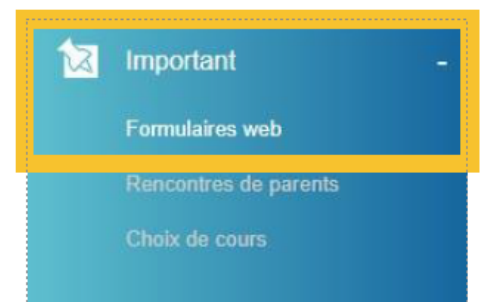 Important -
Formulaires web
Rencontres de parents
Choix de cours